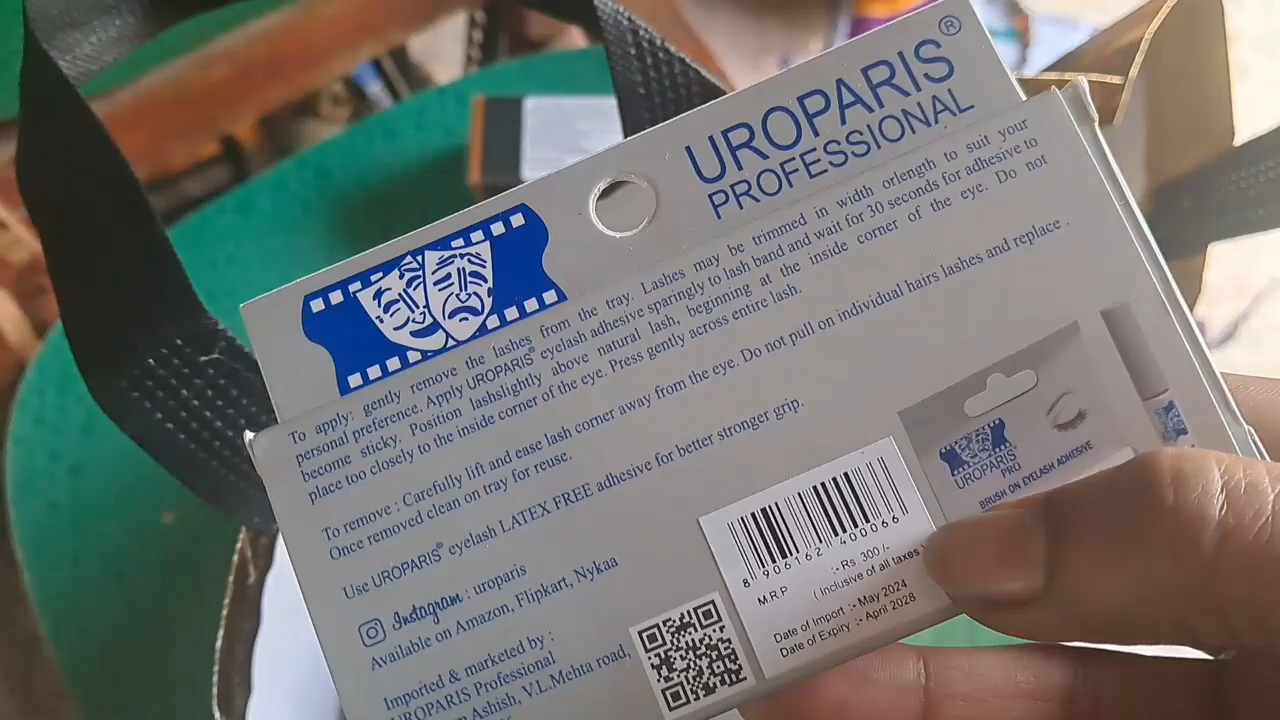 UROPARIS®
PROFESSIONAL
To apply: gently remove the lashes from the tray. Lashes may be trimmed in width orlength to suit your
personal preference. Apply UROPARIS® eyelash adhesive sparingly to lash band and wait for 30 seconds for adhesive to
become sticky. Position lashslightly above natural lash, beginning at the inside corner of the eye. Do not
place too closely to the inside corner of the eye. Press gently across entire lash.
To remove : Carefully lift and ease lash corner away from the eye. Do not pull on individual hairs lashes and replace .
Once removed clean on tray for reuse.
Use UROPARIS® eyelash LATEX FREE adhesive for better stronger grip.
Instagram : uroparis
Available on Amazon, Flipkart, Nykaa
Imported & marketed by :
UROPARIS Professional
Ashish, V.L.Mehta road,
8 906162 400066
M.R.P :- Rs. 300/-
( Inclusive of all taxes
Date of Import :- May 2024
Date of Expiry :- April 2028
UROPARIS
PRO
BRUSH ON EYELASH ADHESIVE